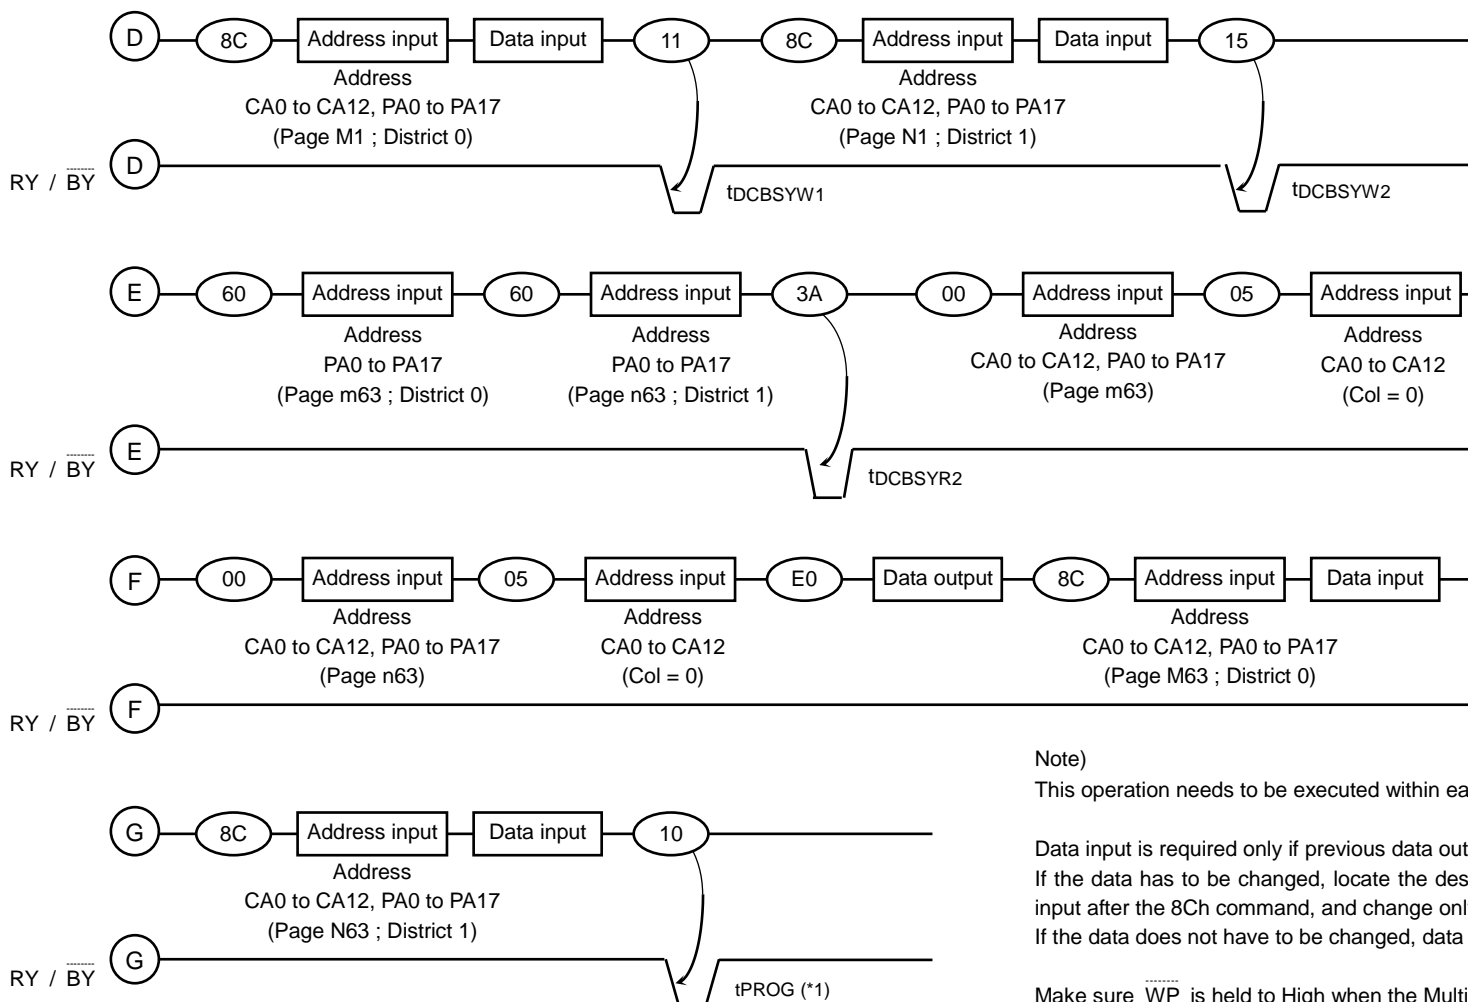 D 8C Address input Data input 11 8C Address input Data input 15
Address Address
CA0 to CA12, PA0 to PA17 CA0 to CA12, PA0 to PA17
(Page M1 ; District 0) (Page N1 ; District 1)
D
RY / BY
tDCBSYW1 tDCBSYW2
E 60 Address input 60 Address input 3A 00 Address input 05 Address input
Address Address Address Address
PA0 to PA17 PA0 to PA17 CA0 to CA12, PA0 to PA17 CA0 to CA12
(Page m63 ; District 0) (Page n63 ; District 1) (Page m63) (Col = 0)
E
RY / BY
tDCBSYR2
F 00 Address input 05 Address input E0 Data output 8C Address input Data input
Address Address Address
CA0 to CA12, PA0 to PA17 CA0 to CA12 CA0 to CA12, PA0 to PA17
(Page n63) (Col = 0) (Page M63 ; District 0)
F
RY / BY
G 8C Address input Data input 10
Address
CA0 to CA12, PA0 to PA17
(Page N63 ; District 1)
G
RY / BY
tPROG (*1)
Note)
This operation needs to be executed within ea
Data input is required only if previous data out
If the data has to be changed, locate the des
input after the 8Ch command, and change onl
If the data does not have to be changed, data
Make sure WP is held to High when the Multi